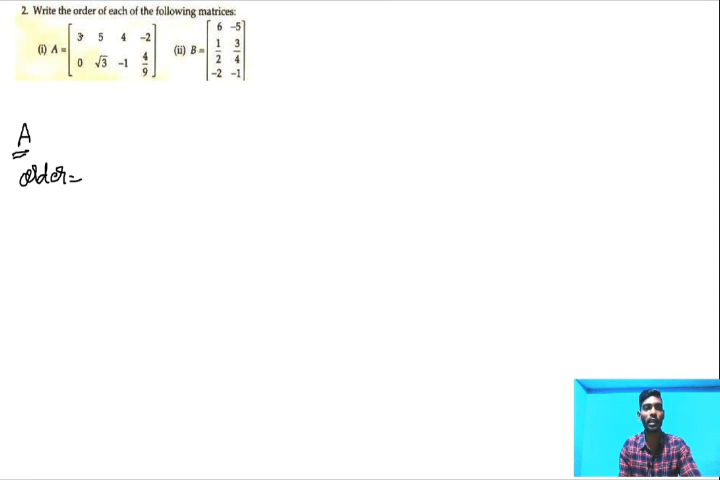 2. Write the order of each of the following matrices:
(i) A = [ 3 5 4 -2
0 √3 -1 4/9 ]
(ii) B = [ 6 -5
1/2 3/4
-2 -1 ]
A
order=